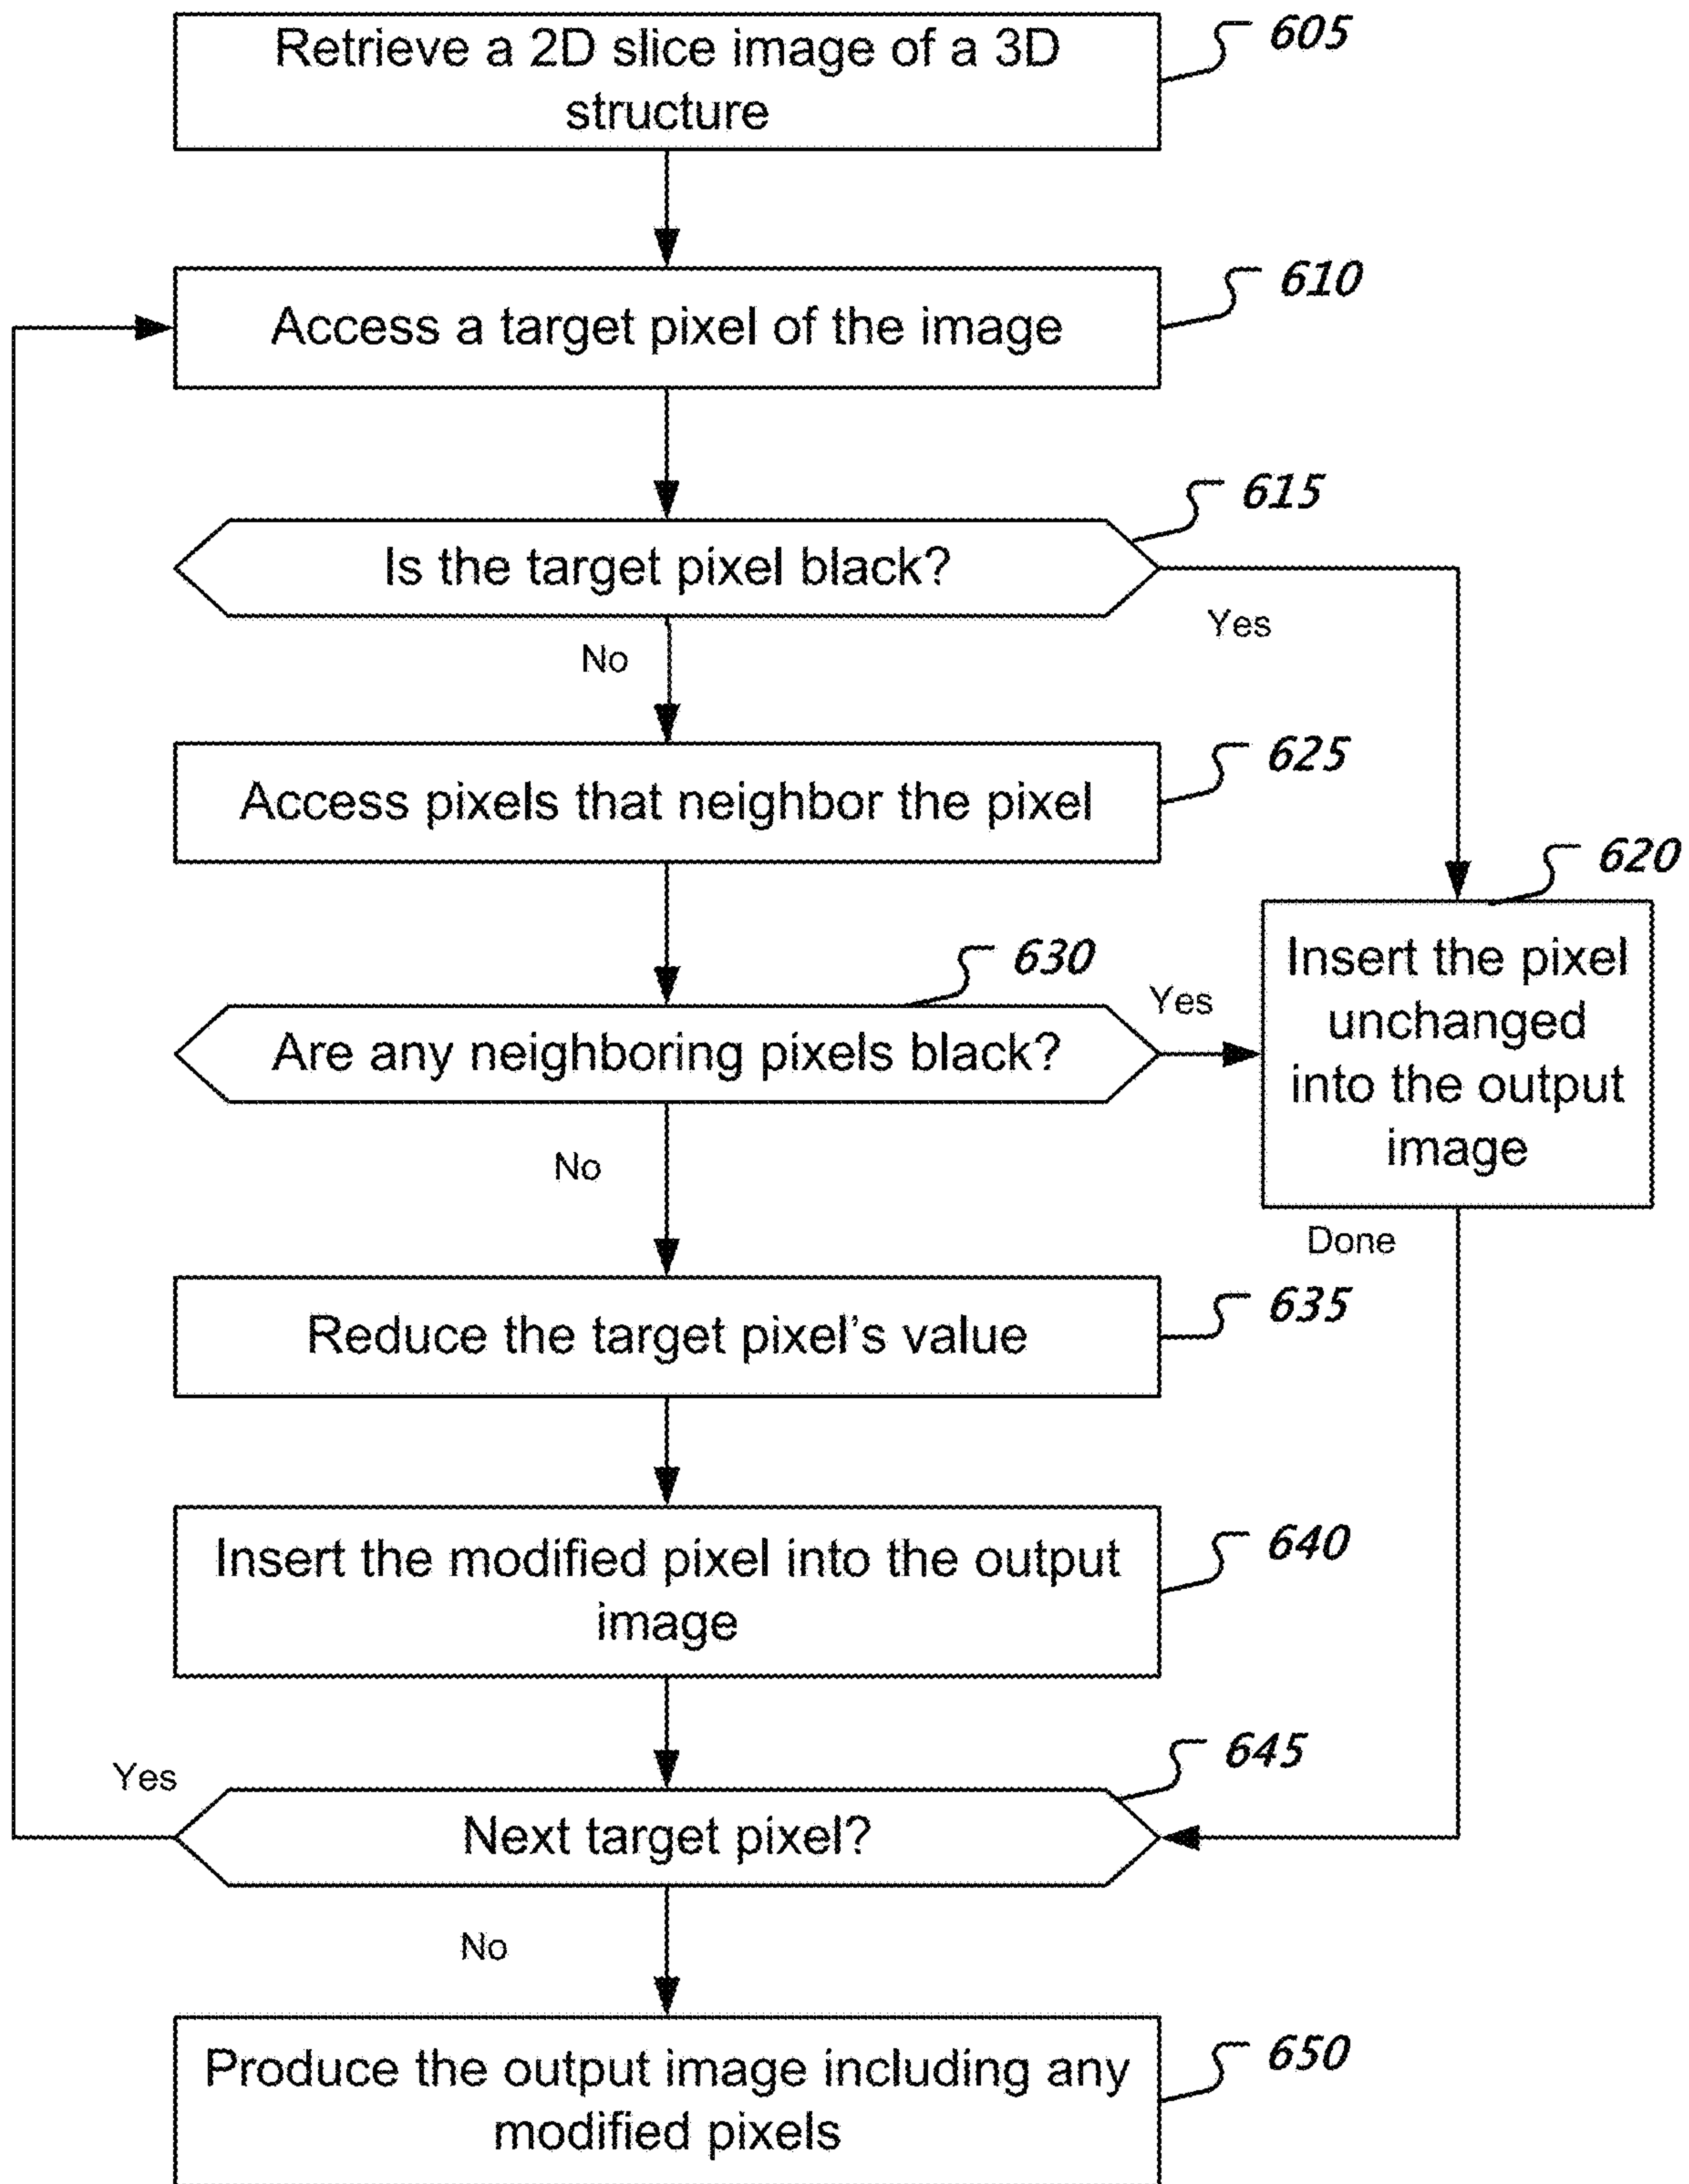 Retrieve a 2D slice image of a 3D
structure
605
Access a target pixel of the image
610
Is the target pixel black?
615
Yes
No
Access pixels that neighbor the pixel
625
620
Insert the pixel
unchanged
into the output
image
Done
Are any neighboring pixels black?
630
Yes
No
Reduce the target pixel's value
635
Insert the modified pixel into the output
image
640
Next target pixel?
645
Yes
No
Produce the output image including any
modified pixels
650